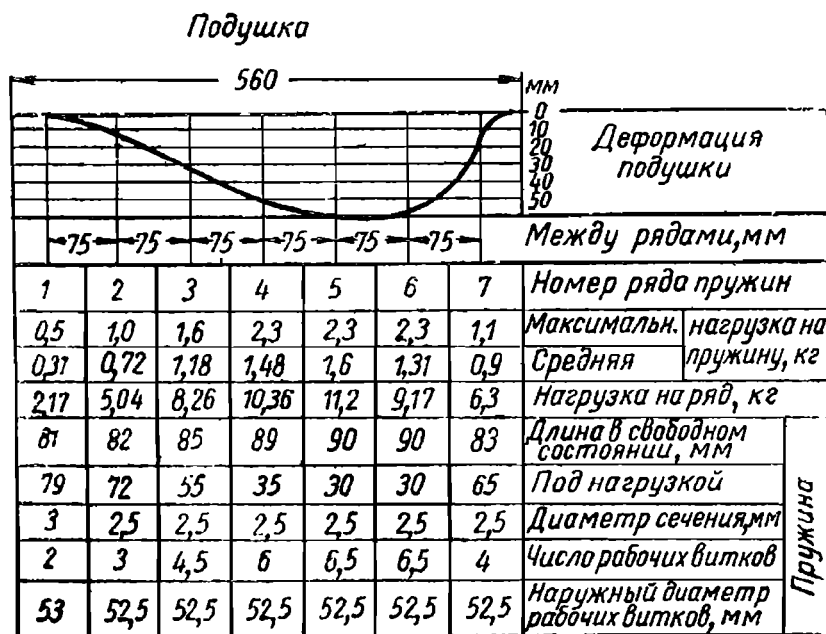 Подушка
560
мм
0
10
20
30
40
50
Деформация
подушки
75 75 75 75 75 75 Между рядами, мм
1 2 3 4 5 6 7 Номер ряда пружин
0,5 1,0 1,6 2,3 2,3 2,3 1,1 Максимальн. нагрузка на
0,31 0,72 1,18 1,48 1,6 1,31 0,9 Средняя пружину, кг
2,17 5,04 8,26 10,36 11,2 9,17 6,3 Нагрузка на ряд, кг
81 82 85 89 90 90 83 Длина в свободном
состоянии, мм
79 72 55 35 30 30 65 Под нагрузкой
3 2,5 2,5 2,5 2,5 2,5 2,5 Диаметр сечения, мм
2 3 4,5 6 6,5 6,5 4 Число рабочих витков
53 52,5 52,5 52,5 52,5 52,5 52,5 Наружный диаметр
рабочих витков, мм
Пружина